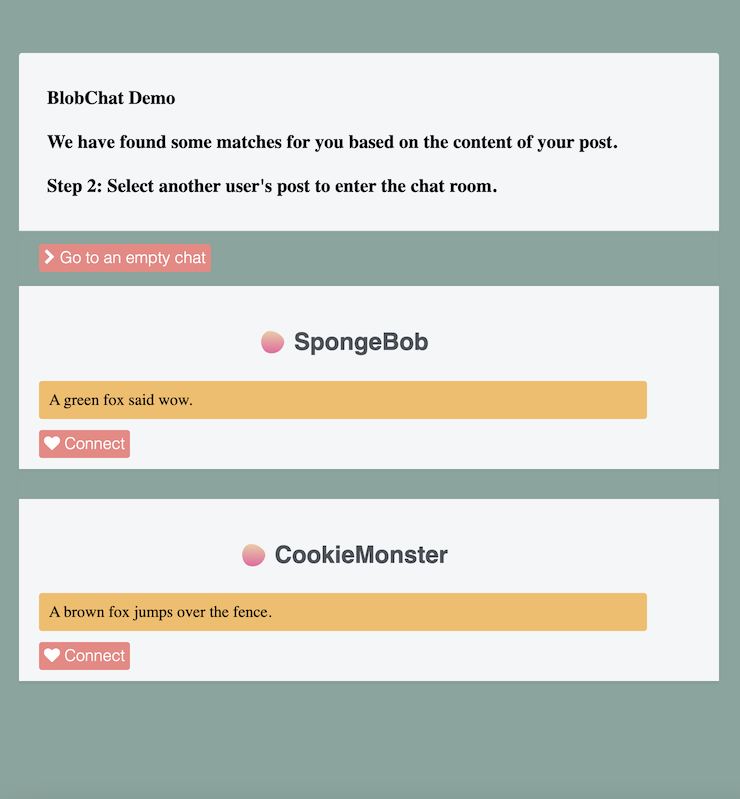 BlobChat Demo
We have found some matches for you based on the content of your post.
Step 2: Select another user's post to enter the chat room.
Go to an empty chat
SpongeBob
A green fox said wow.
Connect
CookieMonster
A brown fox jumps over the fence.
Connect